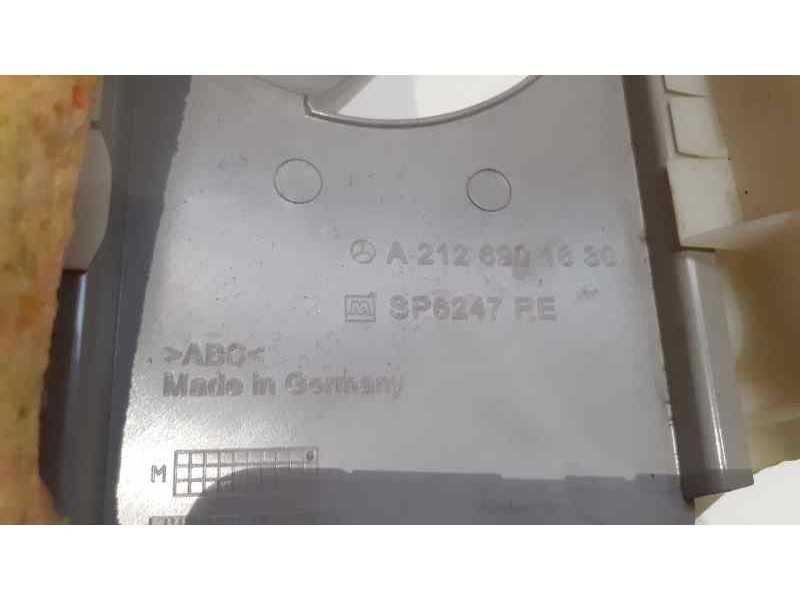 A 212 690 16 30
SP6247 RE
>ABS<
Made in Germany
M